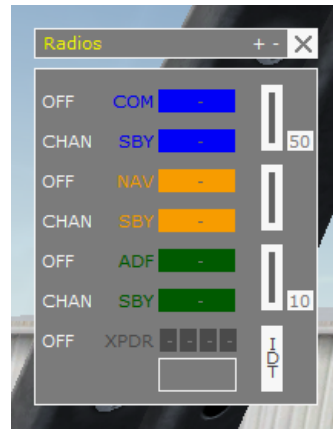 Radios + -
OFF COM -
CHAN SBY - 50
OFF NAV -
CHAN SBY -
OFF ADF -
CHAN SBY - 10
OFF XPDR - - - - IDT